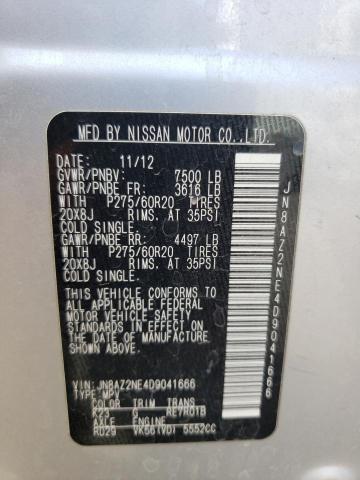 MFD BY NISSAN MOTOR CO.,LTD.
DATE: 11/12
GVWR/PNBV: 7500 LB
GAWR/PNBE FR: 3616 LB
WITH P275/60R20 TIRES
20X8J RIMS. AT 35PSI
COLD SINGLE.
GAWR/PNBE RR: 4497 LB
WITH P275/60R20 TIRES
20X8J RIMS. AT 35PSI
COLD SINGLE.
THIS VEHICLE CONFORMS TO ALL
APPLICABLE FEDERAL
MOTOR VEHICLE SAFETY
STANDARDS IN EFFECT ON
THE DATE OF MANUFACTURE
SHOWN ABOVE.
VIN: JN8AZ2NE4D9041666
TYPE: MPV
COLOR TRIM TRANS
K23 G RE7R01B
AXLE ENGINE
RD29 VK56(VD) 5552CC
JN8AZ2NE4D9041666